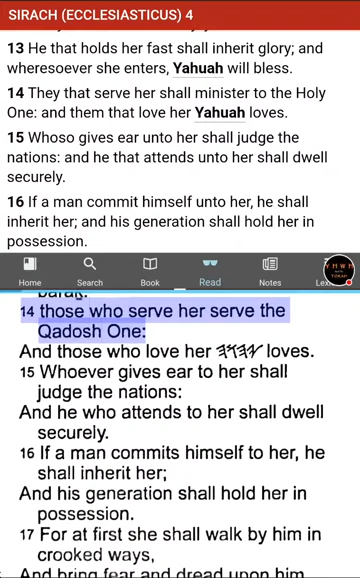 SIRACH (ECCLESIASTICUS) 4
13 He that holds her fast shall inherit glory; and
wheresoever she enters, Yahuah will bless.
14 They that serve her shall minister to the Holy
One: and them that love her Yahuah loves.
15 Whoso gives ear unto her shall judge the
nations: and he that attends unto her shall dwell
securely.
16 If a man commit himself unto her, he shall
inherit her; and his generation shall hold her in
possession.
Home Search Book Read Notes
14 those who serve her serve the
Qadosh One:
And those who love her 𐤉𐤄𐤅𐤄 loves.
15 Whoever gives ear to her shall
judge the nations:
And he who attends to her shall dwell
securely.
16 If a man commits himself to her, he
shall inherit her;
And his generation shall hold her in
possession.
17 For at first she shall walk by him in
crooked ways,
And bring fear and dread upon him